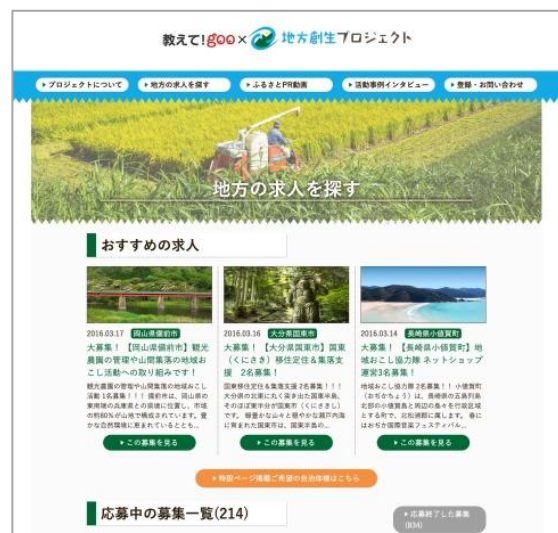 教えて!goo×地方創生プロジェクト
▶プロジェクトについて ▶地方の求人を探す ▶ふるさとPR動画 ▶活動事例インタビュー ▶登録・お問い合わせ
地方の求人を探す
おすすめの求人
2016.03.17 岡山県備前市
大募集！【岡山県備前市】観光
農園の管理や山間集落の地域お
こし活動への取り組みです！
観光農園の管理や山間集落の地域おこし
活動 1名募集！！！ 備前市は、岡山県の
東南端の兵庫県との県境に位置し、市域
の約80%が山地で構成されています。豊
かな自然環境に恵まれているととも...
▶この募集を見る
2016.03.16 大分県国東市
大募集！【大分県国東市】国東
（くにさき）移住定住＆集落支
援 2名募集！
国東移住定住＆集落支援 2名募集！！！
大分県の北東に丸く突き出た国東半島。
そのほぼ東半分が国東市（くにさきし）
です。 緑豊かな山々と穏やかな瀬戸内海
に育まれた国東市は、国東半島の...
▶この募集を見る
2016.03.14 長崎県小値賀町
大募集！【長崎県小値賀町】地
域おこし協力隊 ネットショップ
運営3名募集！
地域おこし協力隊 2名募集！！ 小値賀町
（おぢかちょう）は、長崎県の五島列島
北部の小値賀島と周辺の島々を行政区域
とする町で、北松浦郡に属します。 春に
はおぢか国際音楽フェスティバル...
▶この募集を見る
▶特設ページ掲載ご希望の自治体様はこちら
応募中の募集一覧(214)
▶応募終了した募集
(834)